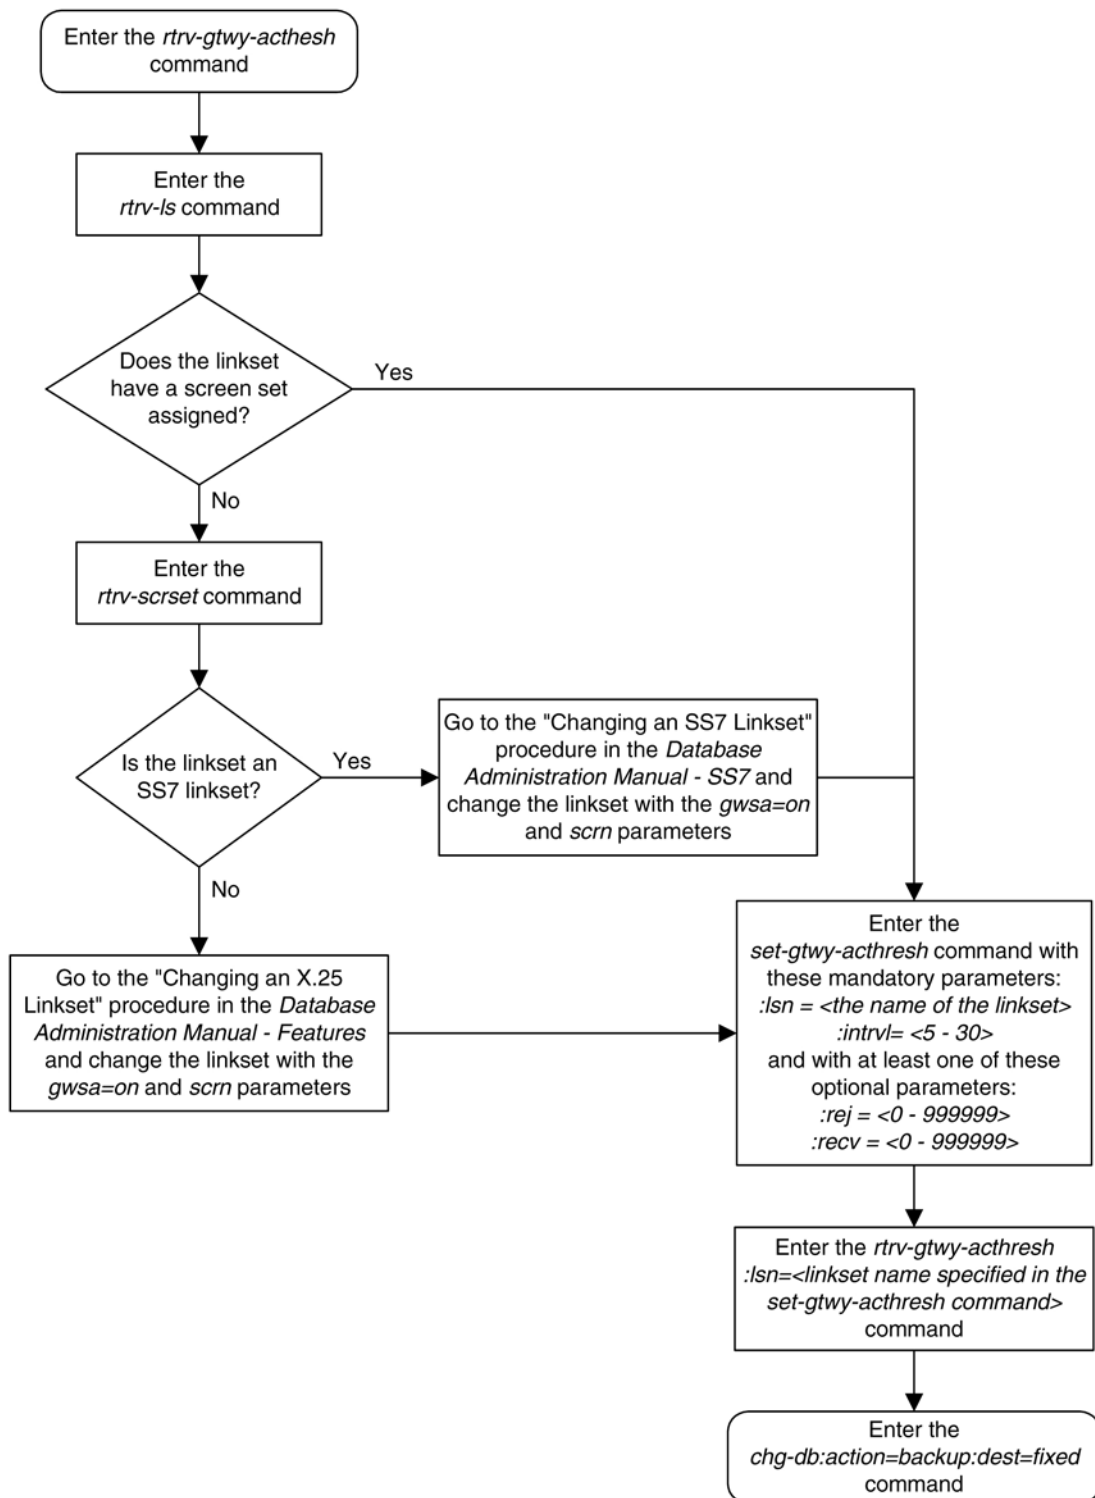 Enter the rtrv-gtwy-acthesh
command
Enter the
rtrv-ls command
Does the linkset
have a screen set
assigned?
Yes
No
Enter the
rtrv-scrset command
Is the linkset an
SS7 linkset?
Yes
Go to the "Changing an SS7 Linkset"
procedure in the Database
Administration Manual - SS7 and
change the linkset with the gwsa=on
and scrn parameters
No
Go to the "Changing an X.25
Linkset" procedure in the Database
Administration Manual - Features
and change the linkset with the
gwsa=on and scrn parameters
Enter the
set-gtwy-acthresh command with
these mandatory parameters:
:lsn = <the name of the linkset>
:intrvl= <5 - 30>
and with at least one of these
optional parameters:
:rej = <0 - 999999>
:recv = <0 - 999999>
Enter the rtrv-gtwy-acthresh
:lsn=<linkset name specified in the
set-gtwy-acthresh command>
command
Enter the
chg-db:action=backup:dest=fixed
command